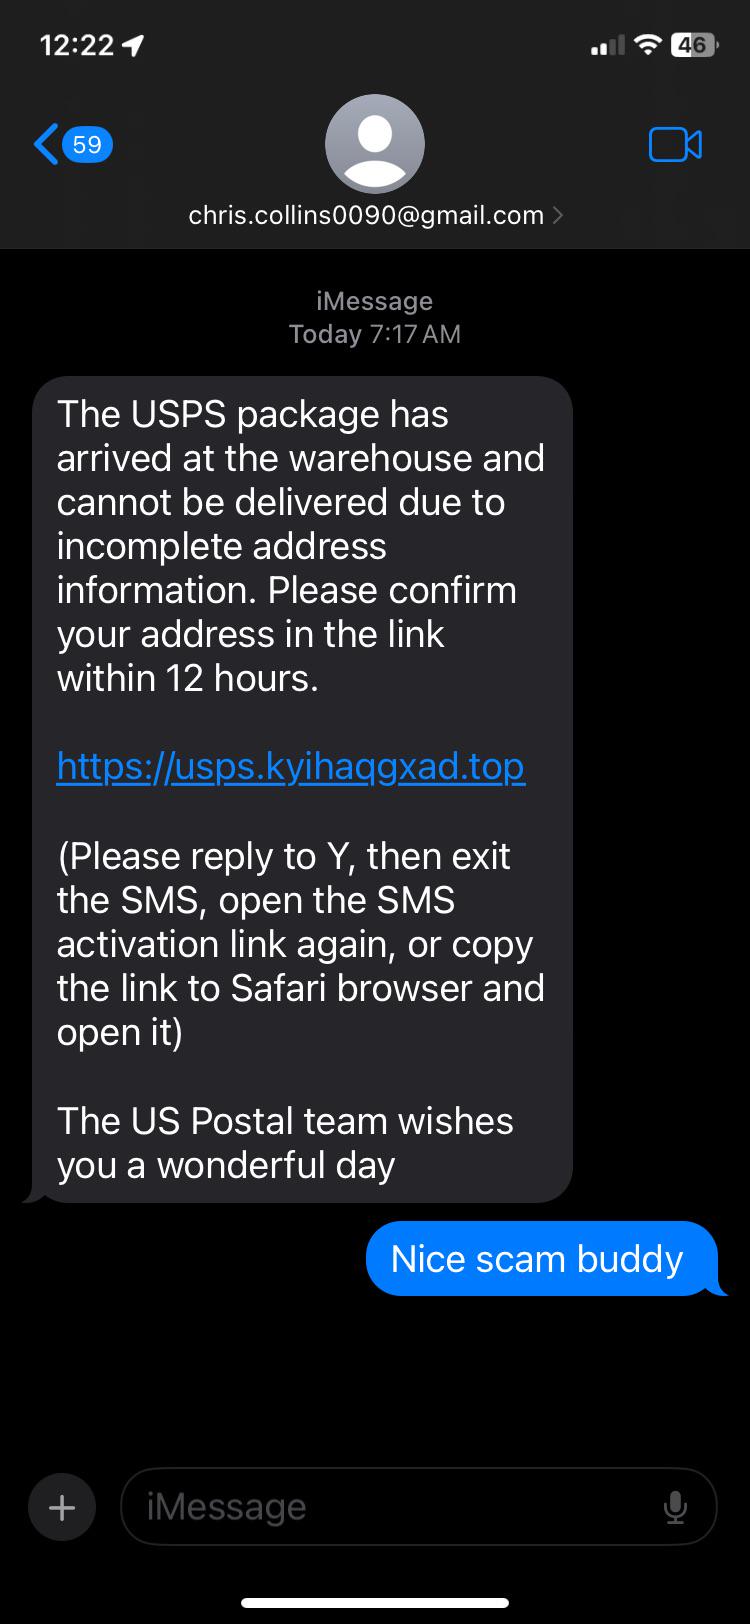 12:22
46
59
chris.collins0090@gmail.com
iMessage
Today 7:17 AM
The USPS package has
arrived at the warehouse and
cannot be delivered due to
incomplete address
information. Please confirm
your address in the link
within 12 hours.
https://usps.kyihaqgxad.top
(Please reply to Y, then exit
the SMS, open the SMS
activation link again, or copy
the link to Safari browser and
open it)
The US Postal team wishes
you a wonderful day
Nice scam buddy
iMessage